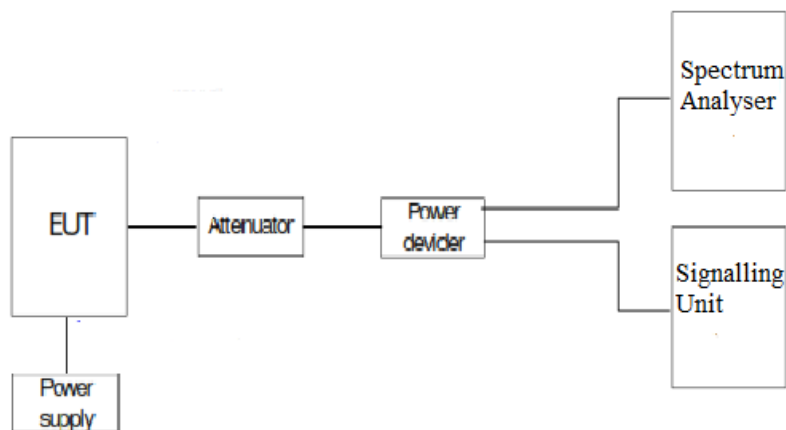 Spectrum
Analyser
EUT
Attenuator
Power
devider
Signalling
Unit
Power
supply